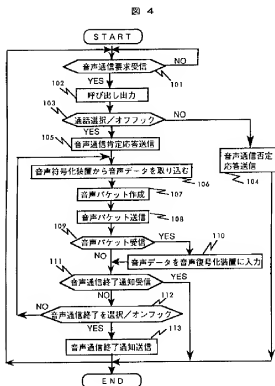 図 4
START
音声通信要求受信
NO
101
YES
102
呼び出し出力
103
通話選択/オフフック
NO
YES
105
音声通信肯定応答送信
音声通信否定
応答送信
104
音声符号化装置から音声データを取り込む
106
音声パケット作成
107
音声パケット送信
108
109
音声パケット受信
YES
110
NO
音声データを音声復号化装置に入力
111
音声通信終了通知受信
YES
NO
112
NO
音声通信終了を選択/オンフック
YES
113
音声通信終了通知送信
END